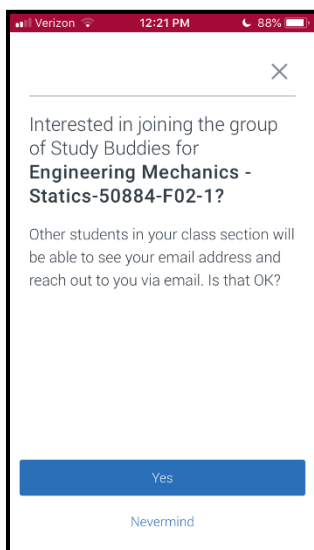 Verizon 12:21 PM 88%
Interested in joining the group
of Study Buddies for
Engineering Mechanics -
Statics-50884-F02-1?
Other students in your class section will
be able to see your email address and
reach out to you via email. Is that OK?
Yes
Nevermind